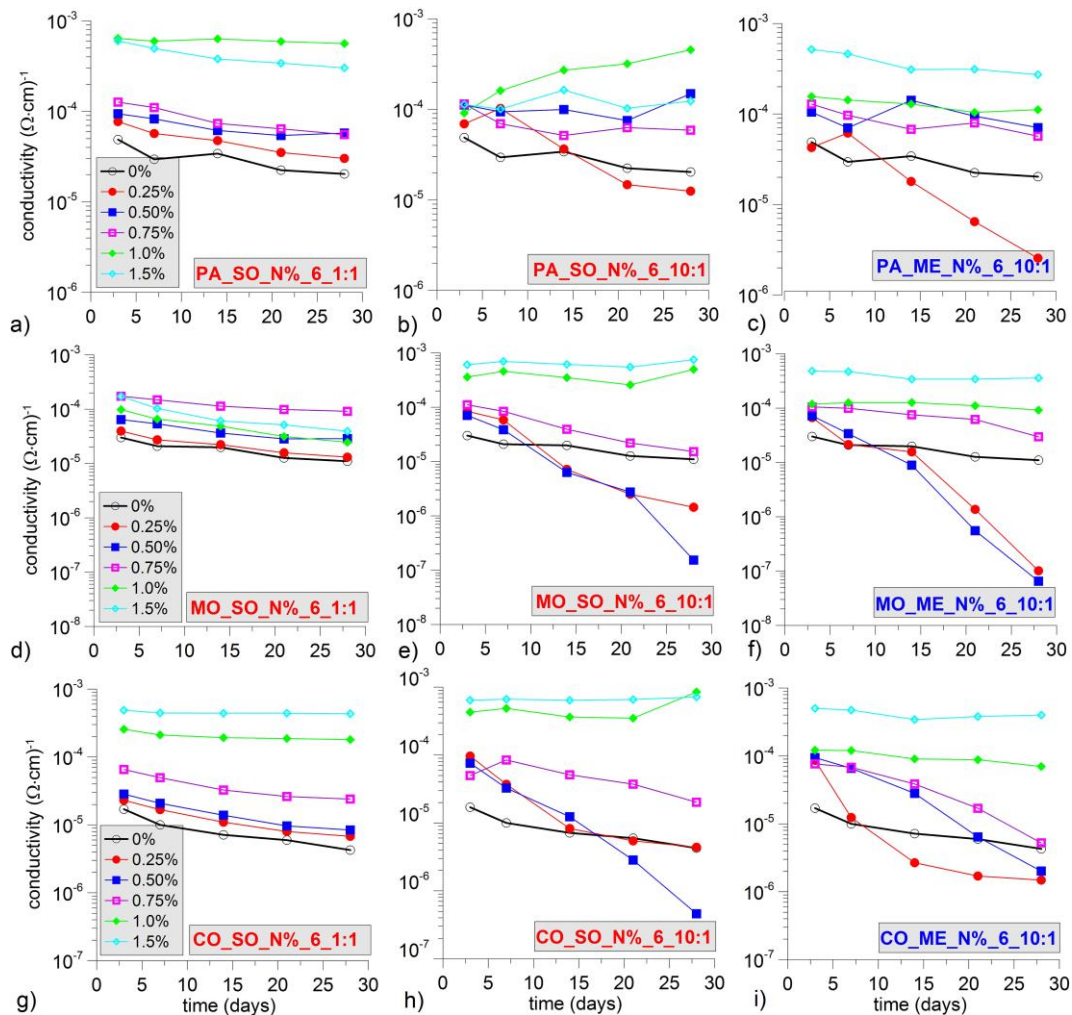 conductivity (Ω·cm)⁻¹
10⁻³
10⁻⁴
10⁻⁵
10⁻⁶
0%
0.25%
0.50%
0.75%
1.0%
1.5%
PA_SO_N%_6_1:1
0 5 10 15 20 25 30
a)
10⁻³
10⁻⁴
10⁻⁵
10⁻⁶
PA_SO_N%_6_10:1
0 5 10 15 20 25 30
b)
10⁻³
10⁻⁴
10⁻⁵
10⁻⁶
PA_ME_N%_6_10:1
0 5 10 15 20 25 30
c)
conductivity (Ω·cm)⁻¹
10⁻³
10⁻⁴
10⁻⁵
10⁻⁶
10⁻⁷
10⁻⁸
0%
0.25%
0.50%
0.75%
1.0%
1.5%
MO_SO_N%_6_1:1
0 5 10 15 20 25 30
d)
10⁻³
10⁻⁴
10⁻⁵
10⁻⁶
10⁻⁷
10⁻⁸
MO_SO_N%_6_10:1
0 5 10 15 20 25 30
e)
10⁻³
10⁻⁴
10⁻⁵
10⁻⁶
10⁻⁷
10⁻⁸
MO_ME_N%_6_10:1
0 5 10 15 20 25 30
f)
conductivity (Ω·cm)⁻¹
10⁻³
10⁻⁴
10⁻⁵
10⁻⁶
10⁻⁷
0%
0.25%
0.50%
0.75%
1.0%
1.5%
CO_SO_N%_6_1:1
0 5 10 15 20 25 30
g)
time (days)
10⁻³
10⁻⁴
10⁻⁵
10⁻⁶
10⁻⁷
CO_SO_N%_6_10:1
0 5 10 15 20 25 30
h)
time (days)
10⁻³
10⁻⁴
10⁻⁵
10⁻⁶
10⁻⁷
CO_ME_N%_6_10:1
0 5 10 15 20 25 30
i)
time (days)